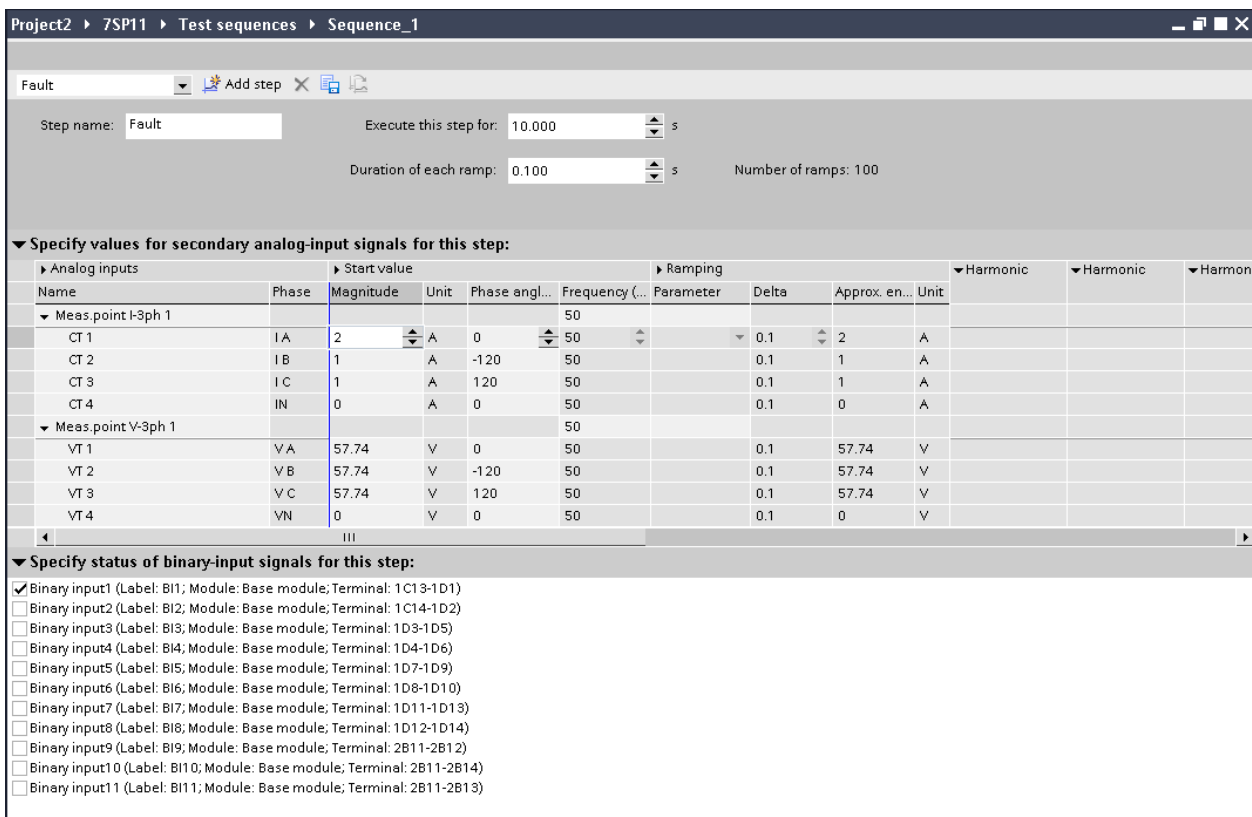 Project2 ▸ 7SP11 ▸ Test sequences ▸ Sequence_1
Fault Add step
Step name: Fault Execute this step for: 10.000 s
Duration of each ramp: 0.100 s Number of ramps: 100
Specify values for secondary analog-input signals for this step:
Analog inputs Start value Ramping Harmonic Harmonic Harmon
Name Phase Magnitude Unit Phase angl... Frequency (... Parameter Delta Approx. en... Unit
Meas.point I-3ph 1 50
CT 1 I A 2 A 0 50 0.1 2 A
CT 2 I B 1 A -120 50 0.1 1 A
CT 3 I C 1 A 120 50 0.1 1 A
CT 4 IN 0 A 0 50 0.1 0 A
Meas.point V-3ph 1 50
VT 1 V A 57.74 V 0 50 0.1 57.74 V
VT 2 V B 57.74 V -120 50 0.1 57.74 V
VT 3 V C 57.74 V 120 50 0.1 57.74 V
VT 4 VN 0 V 0 50 0.1 0 V
Specify status of binary-input signals for this step:
Binary input1 (Label: BI1; Module: Base module; Terminal: 1C13-1D1)
Binary input2 (Label: BI2; Module: Base module; Terminal: 1C14-1D2)
Binary input3 (Label: BI3; Module: Base module; Terminal: 1D3-1D5)
Binary input4 (Label: BI4; Module: Base module; Terminal: 1D4-1D6)
Binary input5 (Label: BI5; Module: Base module; Terminal: 1D7-1D9)
Binary input6 (Label: BI6; Module: Base module; Terminal: 1D8-1D10)
Binary input7 (Label: BI7; Module: Base module; Terminal: 1D11-1D13)
Binary input8 (Label: BI8; Module: Base module; Terminal: 1D12-1D14)
Binary input9 (Label: BI9; Module: Base module; Terminal: 2B11-2B12)
Binary input10 (Label: BI10; Module: Base module; Terminal: 2B11-2B14)
Binary input11 (Label: BI11; Module: Base module; Terminal: 2B11-2B13)